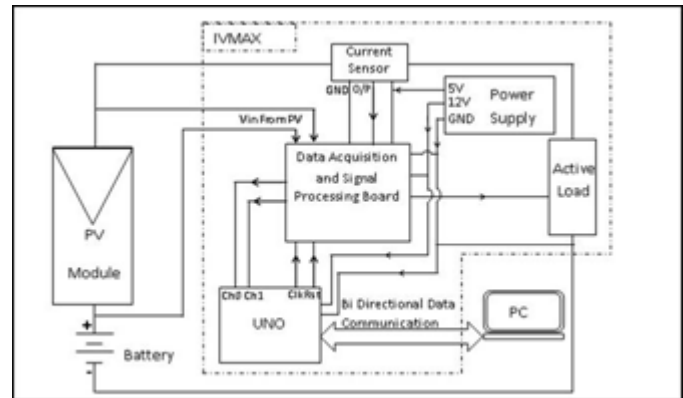 IVMAX
Current
Sensor
GND O/P
5V
12V
GND
Power
Supply
Vin From PV
Data Acquisition
and Signal
Processing Board
Active
Load
PV
Module
Ch0 Ch1
Clk Rst
UNO
Bi Directional Data
Communication
PC
+
Battery
-